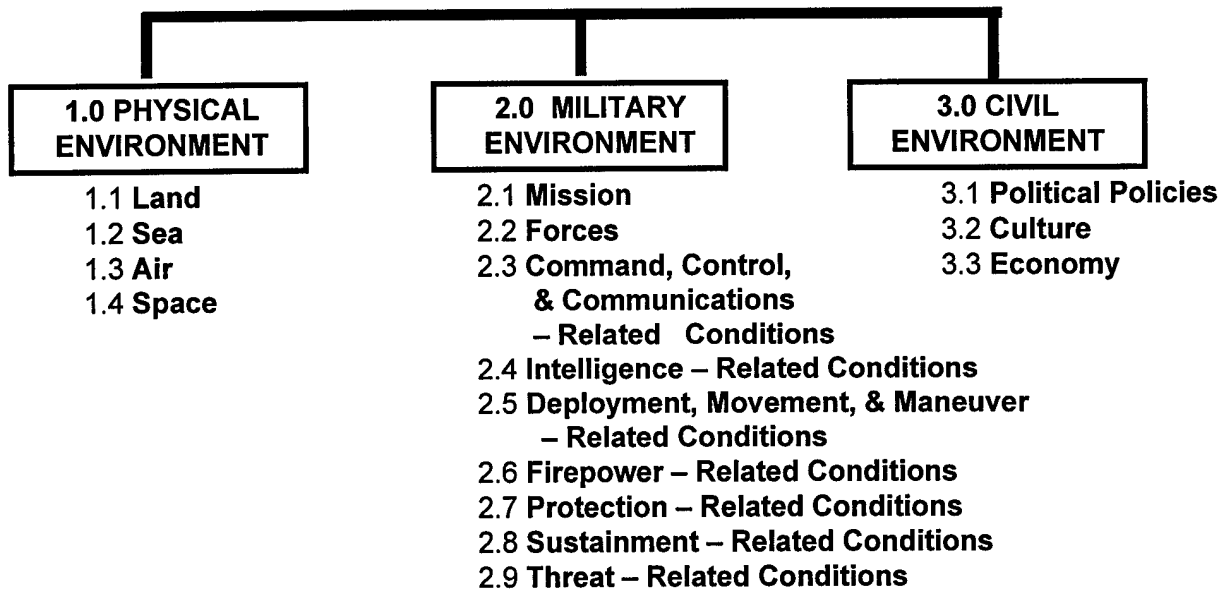 1.0 PHYSICAL
ENVIRONMENT
1.1 Land
1.2 Sea
1.3 Air
1.4 Space
2.0 MILITARY
ENVIRONMENT
2.1 Mission
2.2 Forces
2.3 Command, Control,
& Communications
– Related Conditions
2.4 Intelligence – Related Conditions
2.5 Deployment, Movement, & Maneuver
– Related Conditions
2.6 Firepower – Related Conditions
2.7 Protection – Related Conditions
2.8 Sustainment – Related Conditions
2.9 Threat – Related Conditions
3.0 CIVIL
ENVIRONMENT
3.1 Political Policies
3.2 Culture
3.3 Economy